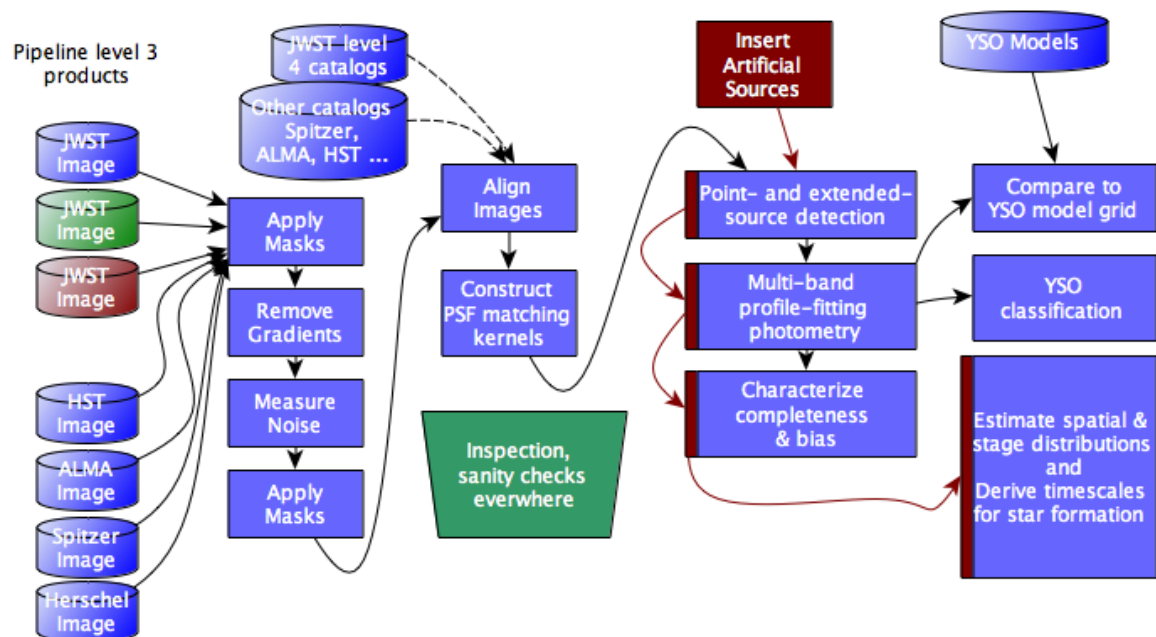 Pipeline level 3
products
JWST
Image
JWST
Image
JWST
Image
HST
Image
ALMA
Image
Spitzer
Image
Herschel
Image
JWST level
4 catalogs
Other catalogs
Spitzer,
ALMA, HST ...
Apply
Masks
Remove
Gradients
Measure
Noise
Apply
Masks
Align
Images
Construct
PSF matching
kernels
Inspection,
sanity checks
everwhere
Insert
Artificial
Sources
Point- and extended-
source detection
Multi-band
profile-fitting
photometry
Characterize
completeness
& bias
YSO Models
Compare to
YSO model grid
YSO
classification
Estimate spatial &
stage distributions
and
Derive timescales
for star formation